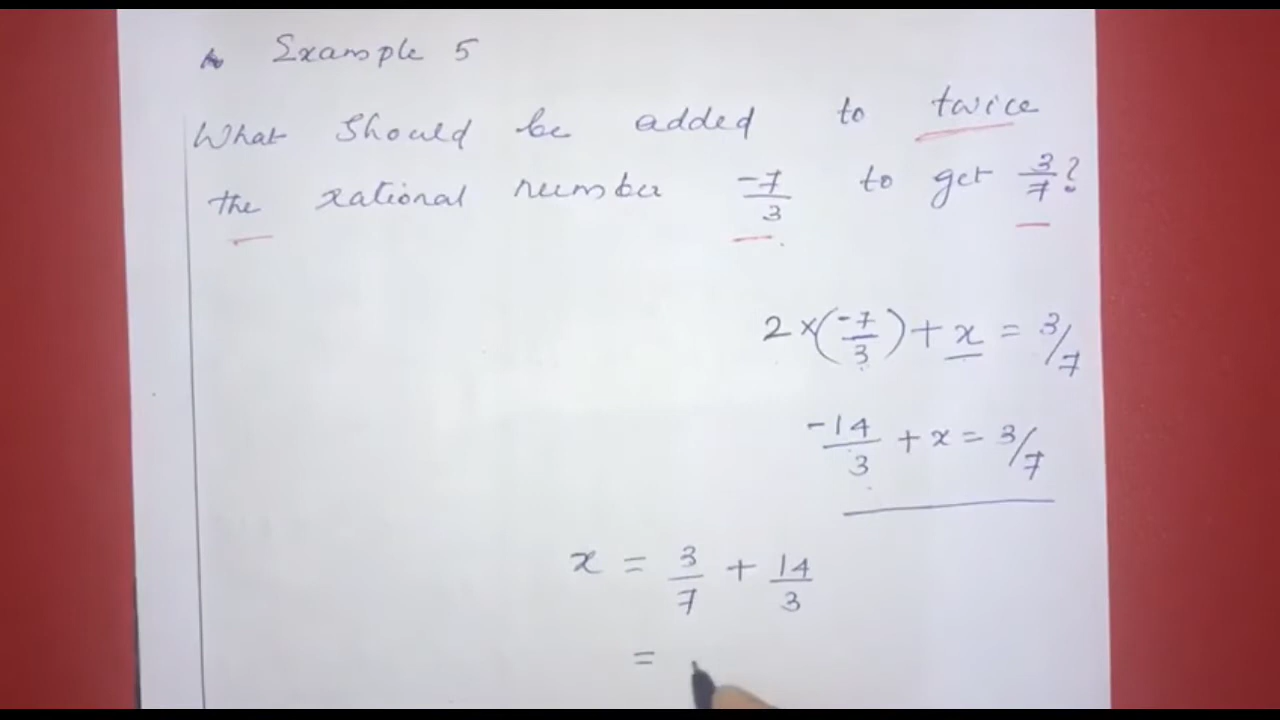 Example 5
What should be added to twice
the rational number -7/3 to get 3/7?
2×(-7/3)+x = 3/7
-14/3 + x = 3/7
x = 3/7 + 14/3
=